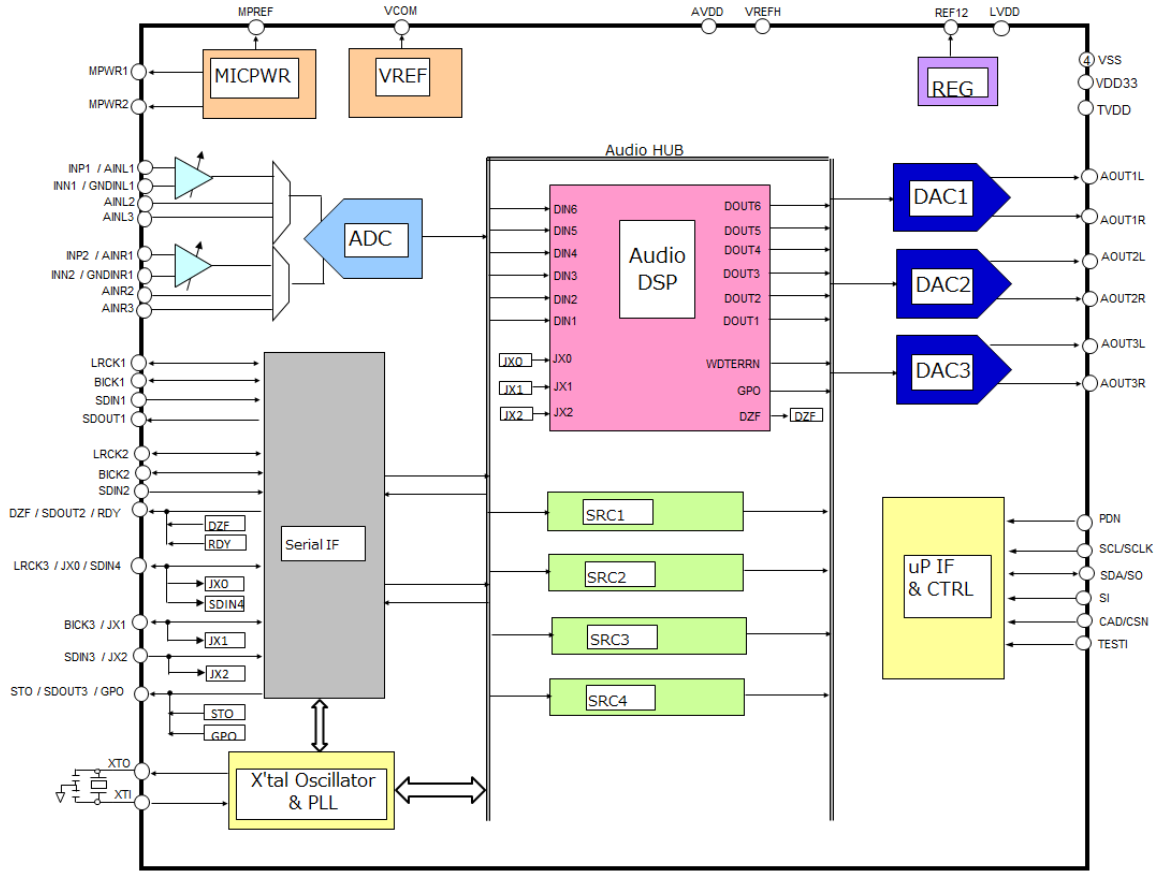 MPREF
VCOM
AVDD
VREFH
REF12
LVDD
MICPWR
VREF
REG
MPWR1
MPWR2
4
VSS
VDD33
TVDD
Audio HUB
INP1 / AINL1
INN1 / GNDINL1
AINL2
AINL3
INP2 / AINR1
INN2 / GNDINR1
AINR2
AINR3
ADC
DIN6
DIN5
DIN4
DIN3
DIN2
DIN1
JX0
JX0
JX1
JX1
JX2
JX2
Audio
DSP
DOUT6
DOUT5
DOUT4
DOUT3
DOUT2
DOUT1
WDTERRN
GPO
DZF
DZF
DAC1
DAC2
DAC3
AOUT1L
AOUT1R
AOUT2L
AOUT2R
AOUT3L
AOUT3R
LRCK1
BICK1
SDIN1
SDOUT1
LRCK2
BICK2
SDIN2
DZF / SDOUT2 / RDY
DZF
RDY
LRCK3 / JX0 / SDIN4
JX0
SDIN4
BICK3 / JX1
JX1
SDIN3 / JX2
JX2
STO / SDOUT3 / GPO
STO
GPO
Serial IF
SRC1
SRC2
SRC3
SRC4
uP IF
& CTRL
PDN
SCL/SCLK
SDA/SO
SI
CAD/CSN
TESTI
XTO
XTI
X'tal Oscillator
& PLL